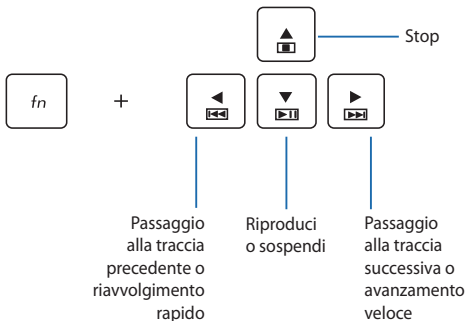 Stop
fn +
Passaggio
alla traccia
precedente o
riavvolgimento
rapido
Riproduci
o sospendi
Passaggio
alla traccia
successiva o
avanzamento
veloce